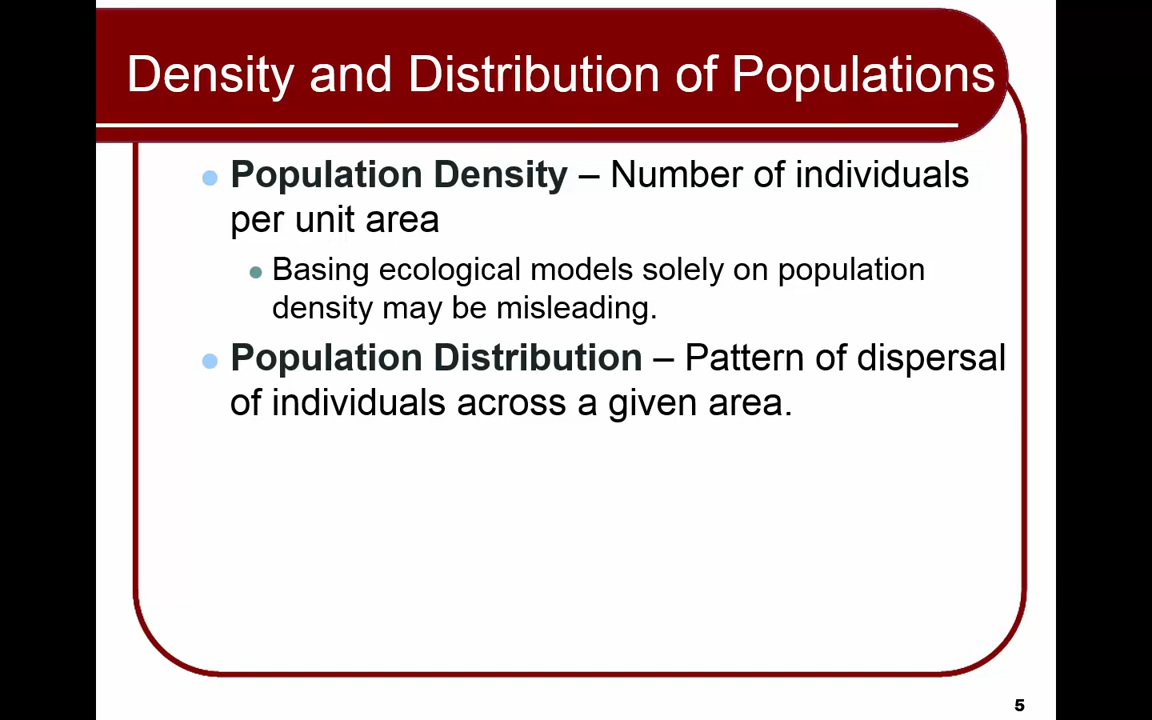 Density and Distribution of Populations
Population Density – Number of individuals
per unit area
Basing ecological models solely on population
density may be misleading.
Population Distribution – Pattern of dispersal
of individuals across a given area.
5